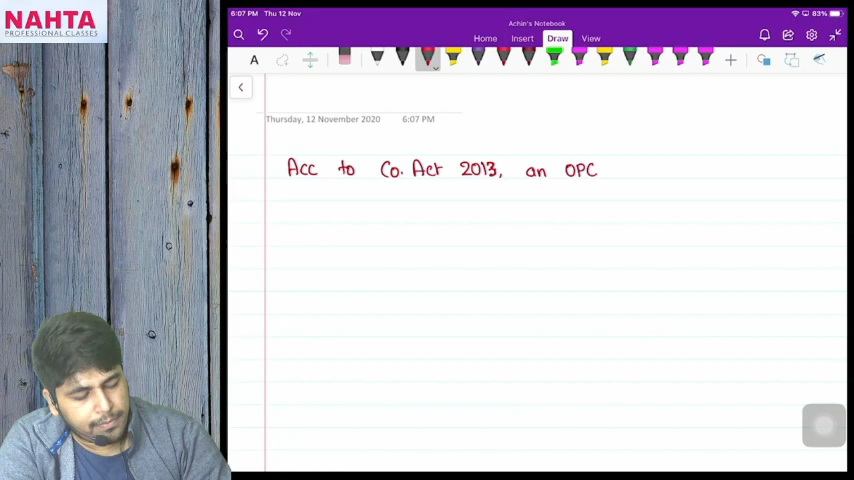 NAHTA
PROFESSIONAL CLASSES
6:07 PM Thu 12 Nov
83%
Achin's Notebook
Home Insert Draw View
A
Thursday, 12 November 2020 6:07 PM
Acc to Co. Act 2013, an OPC